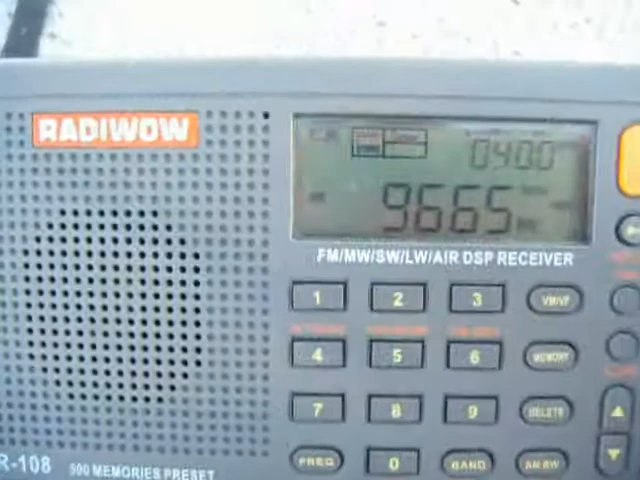 RADIWOW
0400
9665
FM/MW/SW/LW/AIR DSP RECEIVER
1 2 3 VM/VF
4 5 6 MEMORY
7 8 9 DELETE
FREQ 0 BAND AM BW
R-108 500 MEMORIES PRESET